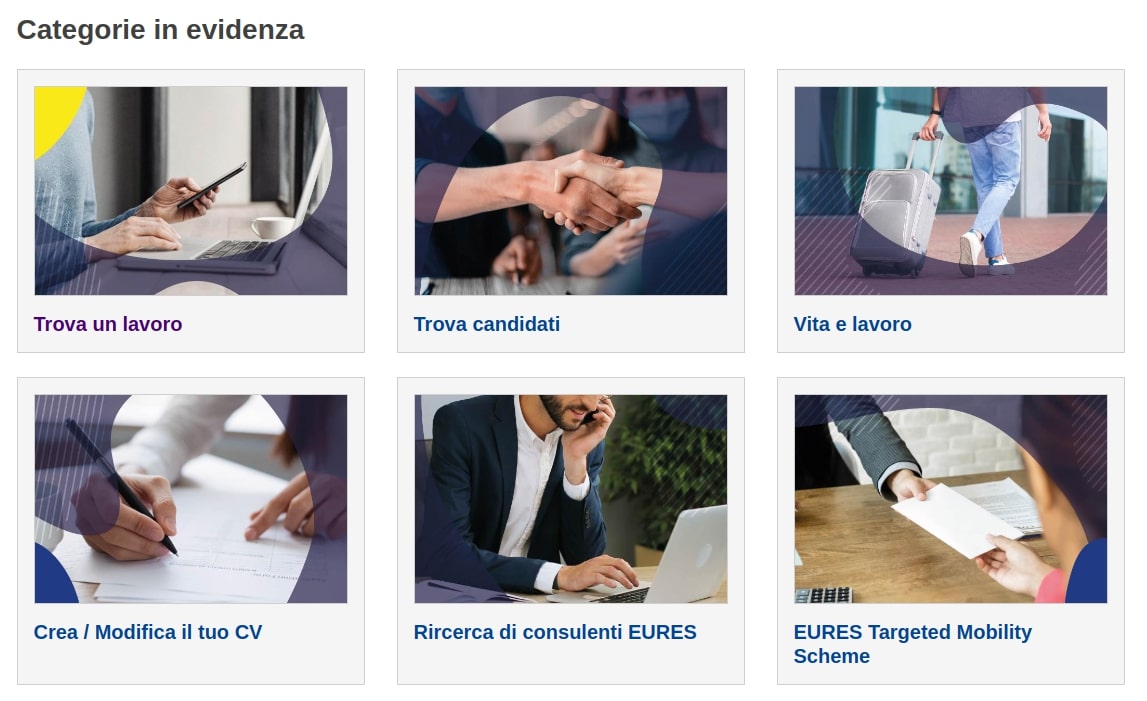 Categorie in evidenza
Trova un lavoro
Trova candidati
Vita e lavoro
Crea / Modifica il tuo CV
Rircerca di consulenti EURES
EURES Targeted Mobility
Scheme